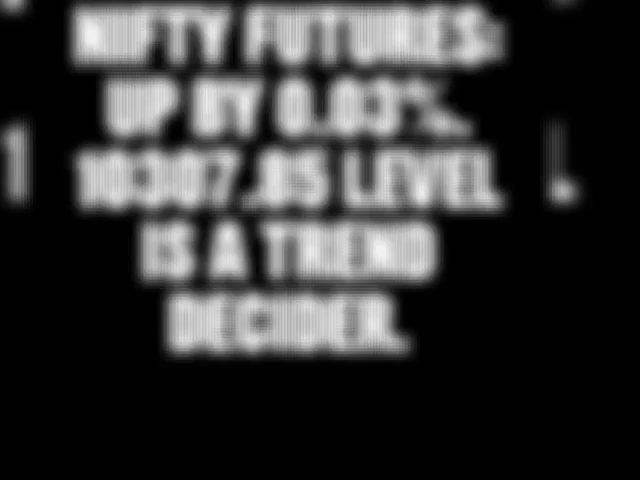 NIFTY FUTURES:
UP BY 0.03%.
10307.85 LEVEL
IS A TREND
DECIDER.